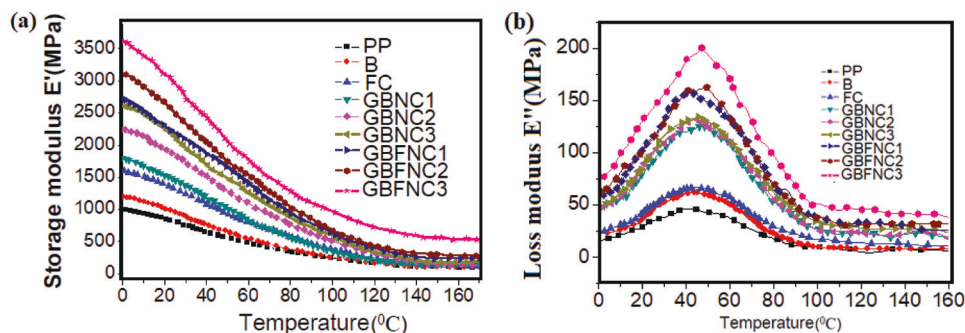 (a)
Storage modulus E'(MPa)
3500
3000
2500
2000
1500
1000
500
0
PP
B
FC
GBNC1
GBNC2
GBNC3
GBFNC1
GBFNC2
GBFNC3
0 20 40 60 80 100 120 140 160
Temperature(⁰C)
(b)
Loss modulus E"(MPa)
200
150
100
50
0
PP
B
FC
GBNC1
GBNC2
GBNC3
GBFNC1
GBFNC2
GBFNC3
0 20 40 60 80 100 120 140 160
Temperature(⁰C)